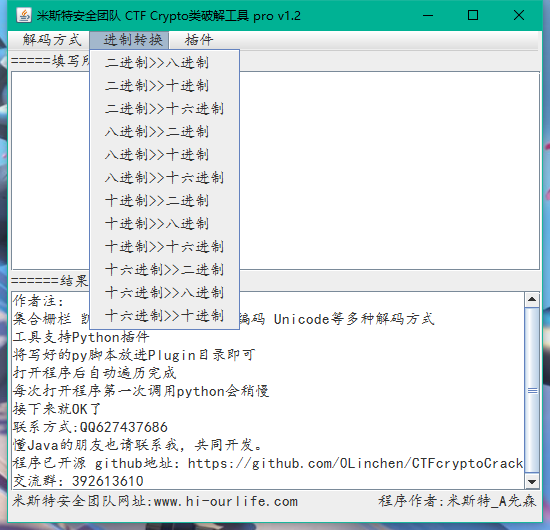 米斯特安全团队 CTF Crypto类破解工具 pro v1.2
解码方式 进制转换 插件
=====填写所
二进制>>八进制
二进制>>十进制
二进制>>十六进制
八进制>>二进制
八进制>>十进制
八进制>>十六进制
十进制>>二进制
十进制>>八进制
十进制>>十六进制
十六进制>>二进制
十六进制>>八进制
十六进制>>十进制
======结果
作者注:
集合栅栏 编码 Unicode等多种解码方式
工具支持Python插件
将写好的py脚本放进Plugin目录即可
打开程序后自动遍历完成
每次打开程序第一次调用python会稍慢
接下来就OK了
联系方式:QQ627437686
懂Java的朋友也请联系我，共同开发。
程序已开源 github地址: https://github.com/0Linchen/CTFcryptoCrack
交流群: 392613610
米斯特安全团队网址:www.hi-ourlife.com 程序作者:米斯特_A先森